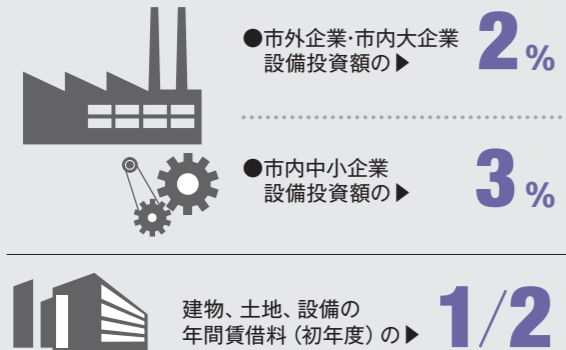 ●市外企業・市内大企業
設備投資額の▶ 2%
●市内中小企業
設備投資額の▶ 3%
建物、土地、設備の
年間賃借料（初年度）の▶ 1/2